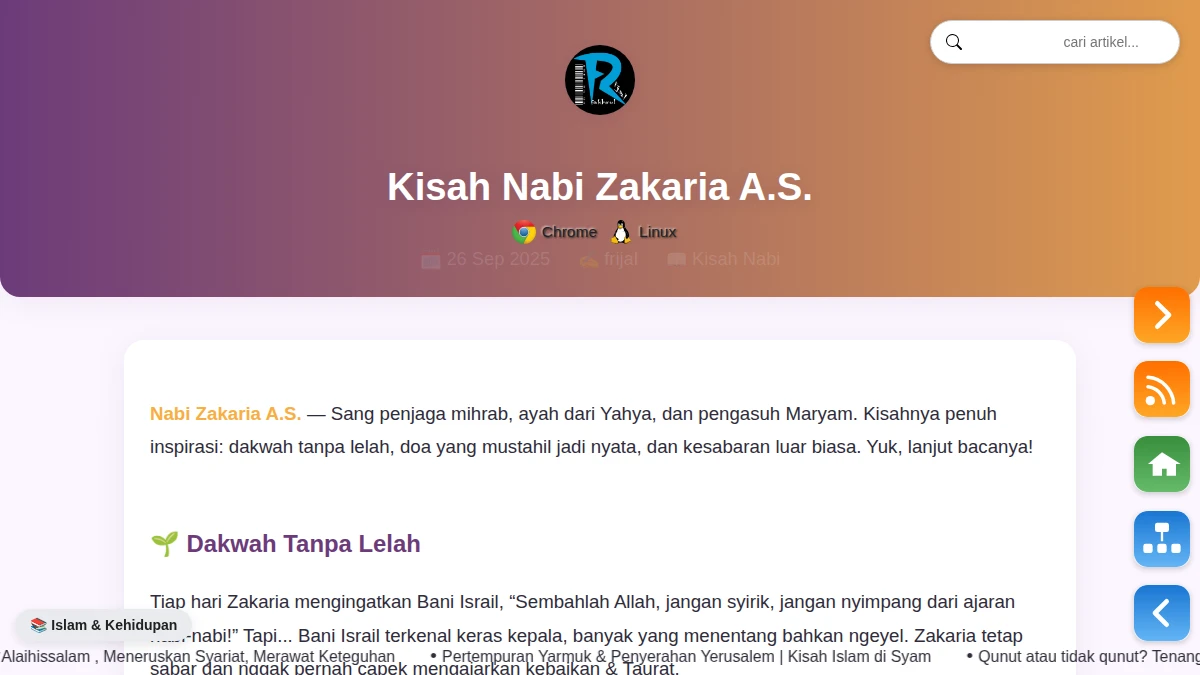 cari artikel...
Kisah Nabi Zakaria A.S.
Chrome Linux
26 Sep 2025 frijal Kisah Nabi
Nabi Zakaria A.S. — Sang penjaga mihrab, ayah dari Yahya, dan pengasuh Maryam. Kisahnya penuh
inspirasi: dakwah tanpa lelah, doa yang mustahil jadi nyata, dan kesabaran luar biasa. Yuk, lanjut bacanya!
🌱 Dakwah Tanpa Lelah
Tiap hari Zakaria mengingatkan Bani Israil, “Sembahlah Allah, jangan syirik, jangan nyimpang dari ajaran
📚 Islam & Kehidupan
nabi-nabi!” Tapi... Bani Israil terkenal keras kepala, banyak yang menentang bahkan ngeyel. Zakaria tetap
Alaihissalam , Meneruskan Syariat, Merawat Keteguhan • Pertempuran Yarmuk & Penyerahan Yerusalem | Kisah Islam di Syam • Qunut atau tidak qunut? Tenang
sabar dan nggak pernah capek mengajarkan kebaikan & Taurat.